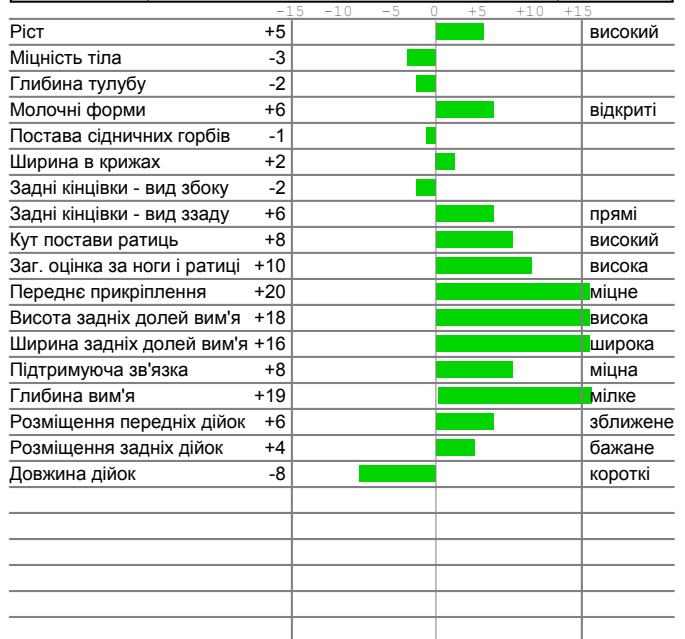 -15 -10 -5 0 +5 +10 +15
Ріст +5 високий
Міцність тіла -3
Глибина тулубу -2
Молочні форми +6 відкриті
Постава сідничних горбів -1
Ширина в крижах +2
Задні кінцівки - вид збоку -2
Задні кінцівки - вид ззаду +6 прямі
Кут постави ратиць +8 високий
Заг. оцінка за ноги і ратиці +10 висока
Переднє прикріплення +20 міцне
Висота задніх долей вим'я +18 висока
Ширина задніх долей вим'я +16 широка
Підтримуюча зв'язка +8 міцна
Глибина вим'я +19 мілке
Розміщення передніх дійок +6 зближене
Розміщення задніх дійок +4 бажане
Довжина дійок -8 короткі